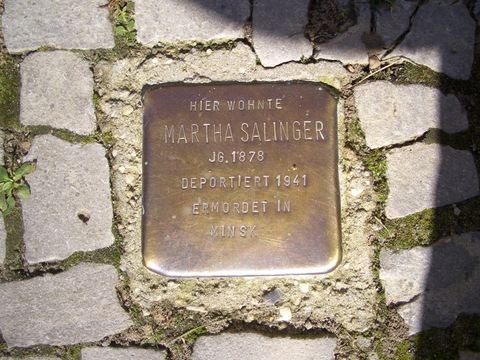 HIER WOHNTE
MARTHA SALINGER
JG. 1878
DEPORTIERT 1941
ERMORDET IN
MINSK